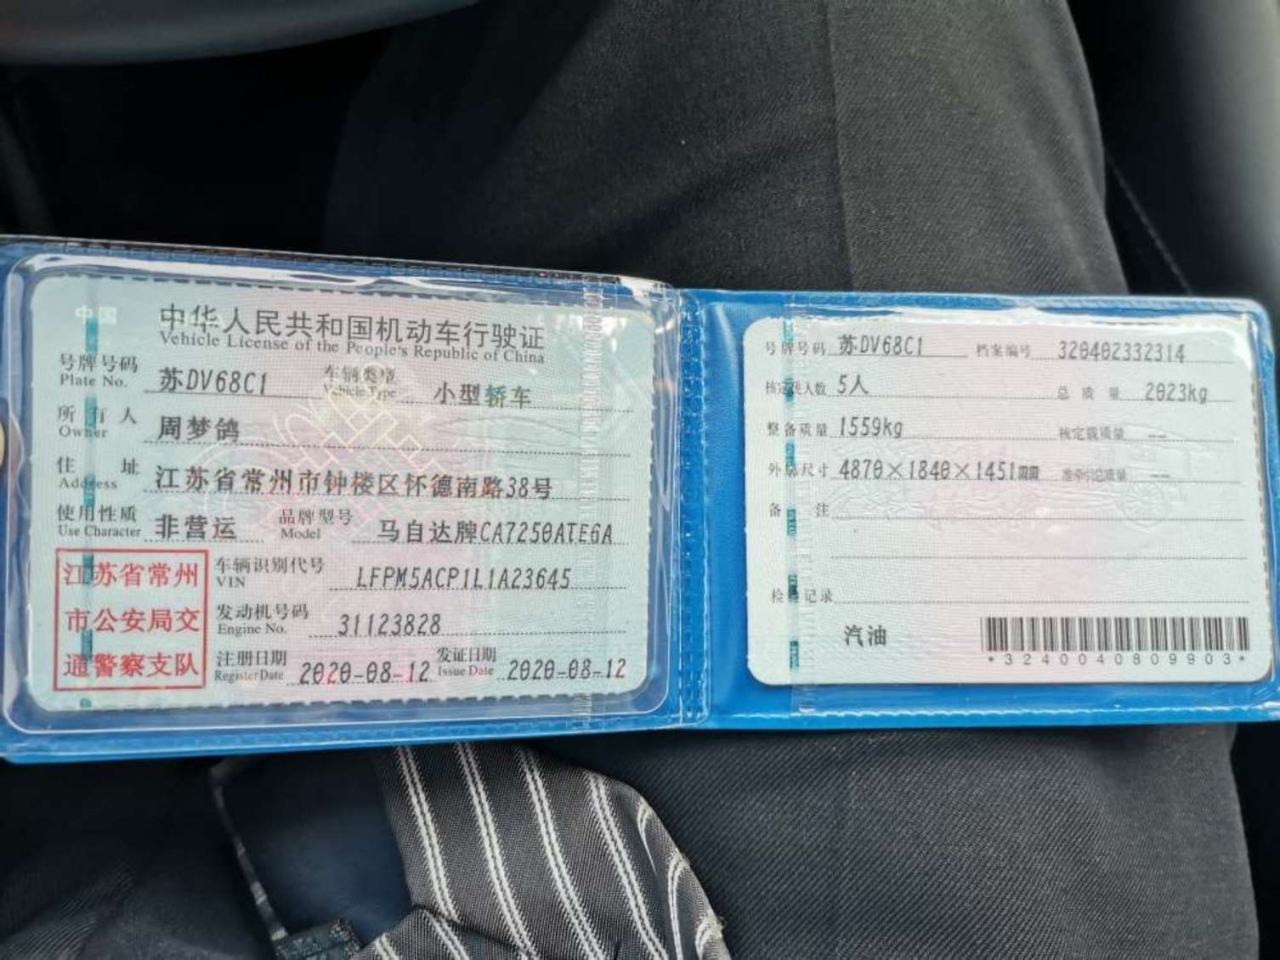 中国
中华人民共和国机动车行驶证
Vehicle License of the People's Republic of China
号牌号码 苏DV68C1 车辆类型 小型轿车
Plate No. Vehicle Type
所有人 周梦鸽
Owner
住址 江苏省常州市钟楼区怀德南路38号
Address
使用性质 非营运 品牌型号 马自达牌CA7250ATE6A
Use Character Model
江苏省常州
市公安局交
通警察支队
车辆识别代号 LFPM5ACP1L1A23645
VIN
发动机号码 31123828
Engine No.
注册日期 2020-08-12 发证日期 2020-08-12
Register Date Issue Date
号牌号码 苏DV68C1 档案编号 320402332314
核定载人数 5人 总质量 2023kg
整备质量 1559kg 核定载质量 --
外廓尺寸 4870×1840×1451mm 准牵引总质量 --
备注
检验记录
汽油
*3240040809903*